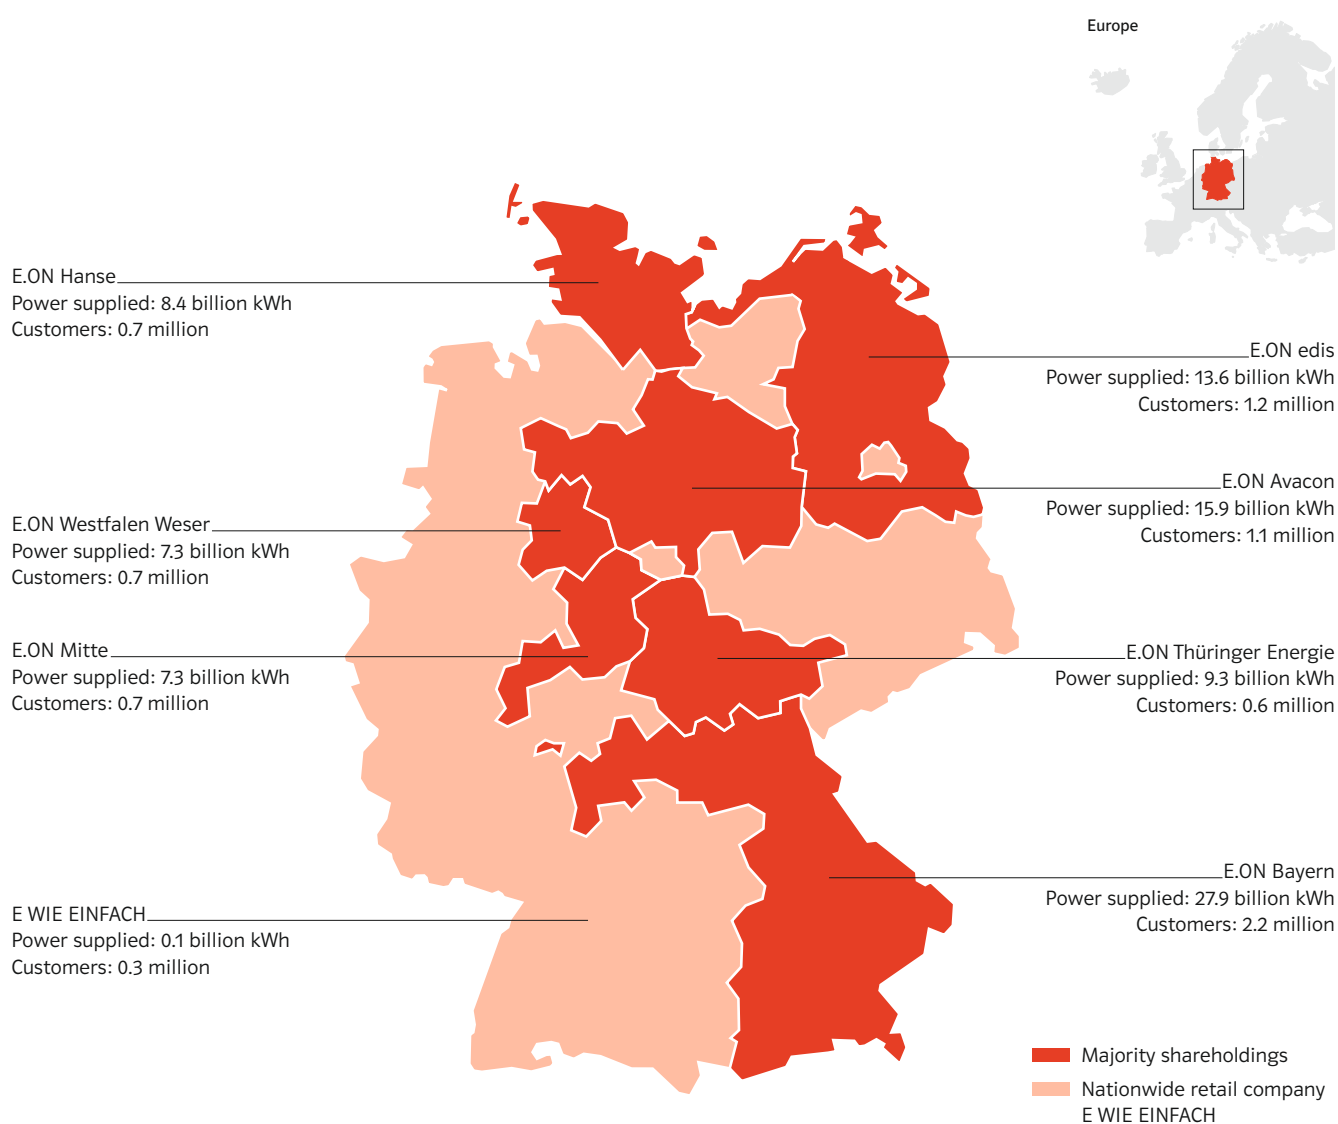 Europe
E.ON Hanse
Power supplied: 8.4 billion kWh
Customers: 0.7 million
E.ON edis
Power supplied: 13.6 billion kWh
Customers: 1.2 million
E.ON Avacon
Power supplied: 15.9 billion kWh
Customers: 1.1 million
E.ON Westfalen Weser
Power supplied: 7.3 billion kWh
Customers: 0.7 million
E.ON Mitte
Power supplied: 7.3 billion kWh
Customers: 0.7 million
E.ON Thüringer Energie
Power supplied: 9.3 billion kWh
Customers: 0.6 million
E.ON Bayern
Power supplied: 27.9 billion kWh
Customers: 2.2 million
E WIE EINFACH
Power supplied: 0.1 billion kWh
Customers: 0.3 million
Majority shareholdings
Nationwide retail company
E WIE EINFACH